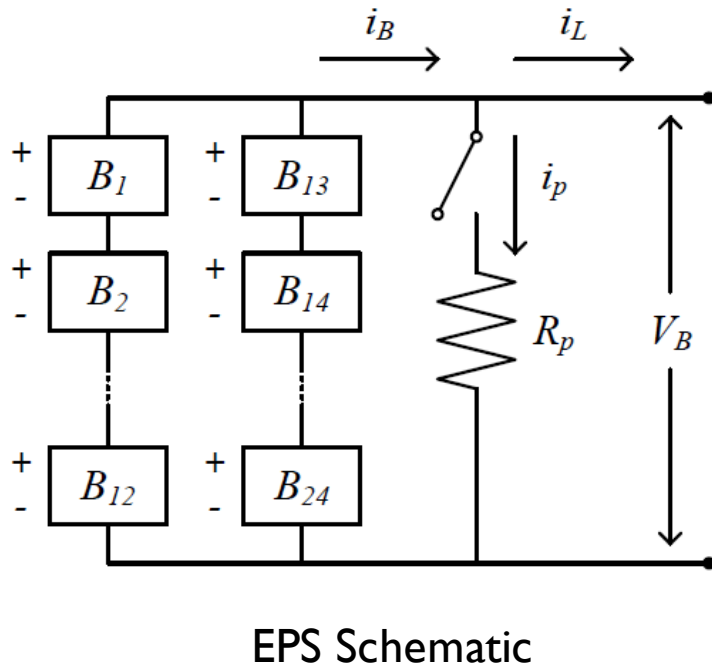 i_B i_L
+ B_1 - + B_13 -
i_p
+ B_2 - + B_14 -
R_p V_B
+ B_12 - + B_24 -
EPS Schematic